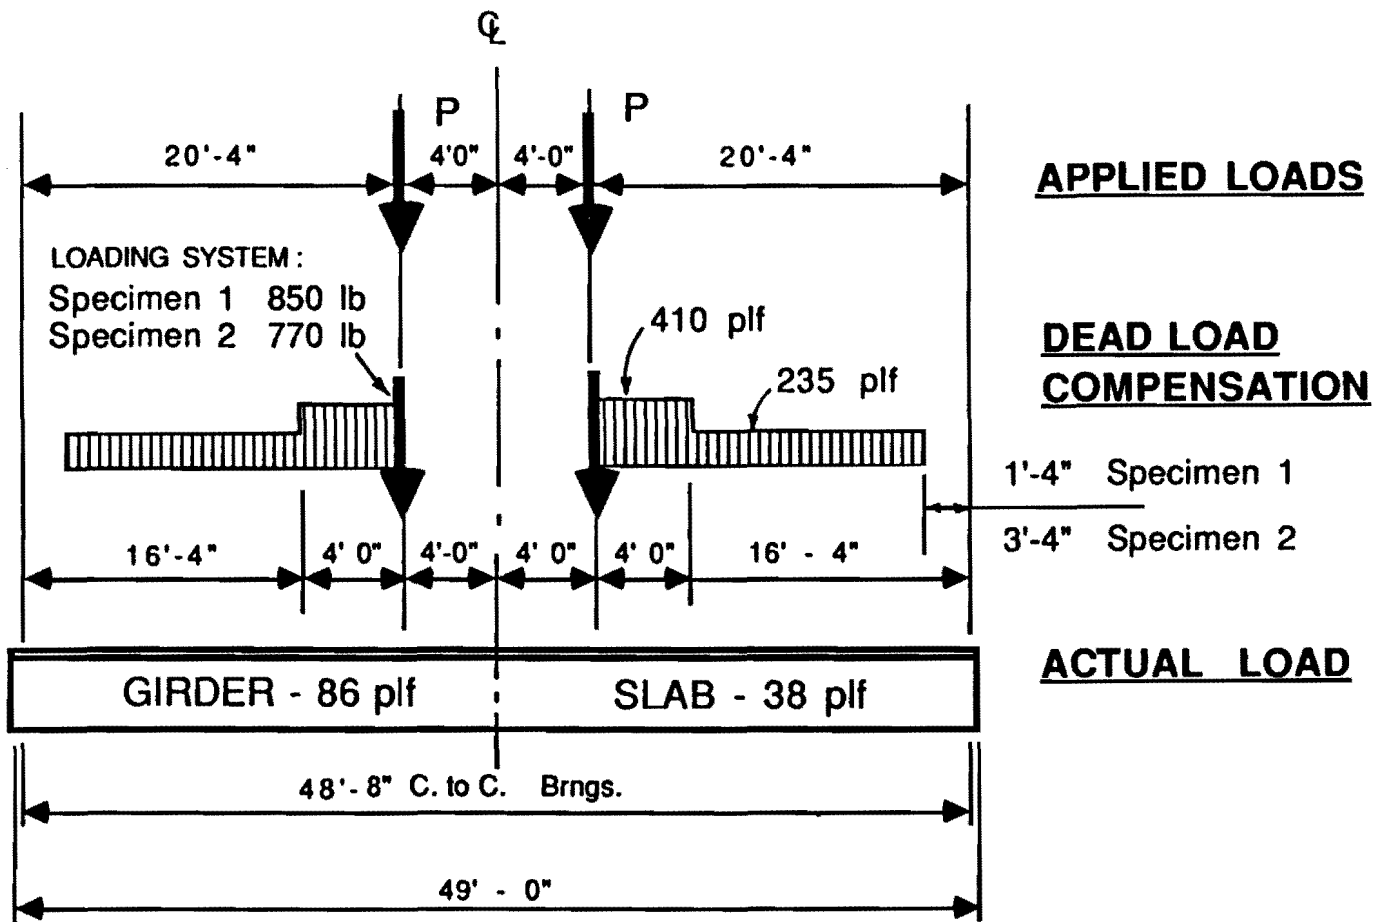 ℄
P P
20'-4" 4'0" 4'-0" 20'-4"
APPLIED LOADS
LOADING SYSTEM :
Specimen 1 850 lb
Specimen 2 770 lb
410 plf
235 plf
DEAD LOAD
COMPENSATION
1'-4" Specimen 1
3'-4" Specimen 2
16'-4" 4' 0" 4'-0" 4' 0" 4' 0" 16' - 4"
GIRDER - 86 plf SLAB - 38 plf
ACTUAL LOAD
48'-8" C. to C. Brngs.
49' - 0"